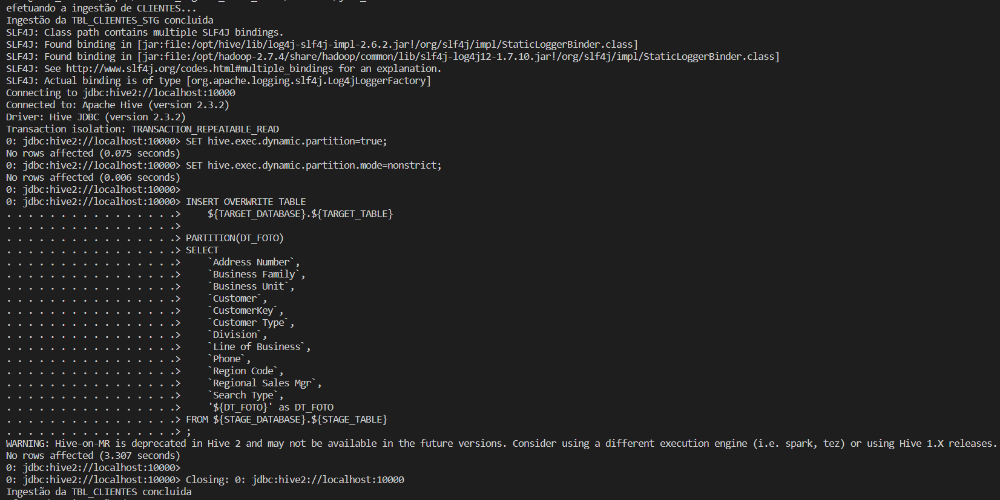 efetuando a ingestão de CLIENTES...
Ingestão da TBL_CLIENTES_STG concluida
SLF4J: Class path contains multiple SLF4J bindings.
SLF4J: Found binding in [jar:file:/opt/hive/lib/log4j-slf4j-impl-2.6.2.jar!/org/slf4j/impl/StaticLoggerBinder.class]
SLF4J: Found binding in [jar:file:/opt/hadoop-2.7.4/share/hadoop/common/lib/slf4j-log4j12-1.7.10.jar!/org/slf4j/impl/StaticLoggerBinder.class]
SLF4J: See http://www.slf4j.org/codes.html#multiple_bindings for an explanation.
SLF4J: Actual binding is of type [org.apache.logging.slf4j.Log4jLoggerFactory]
Connecting to jdbc:hive2://localhost:10000
Connected to: Apache Hive (version 2.3.2)
Driver: Hive JDBC (version 2.3.2)
Transaction isolation: TRANSACTION_REPEATABLE_READ
0: jdbc:hive2://localhost:10000> SET hive.exec.dynamic.partition=true;
No rows affected (0.075 seconds)
0: jdbc:hive2://localhost:10000> SET hive.exec.dynamic.partition.mode=nonstrict;
No rows affected (0.006 seconds)
0: jdbc:hive2://localhost:10000>
0: jdbc:hive2://localhost:10000> INSERT OVERWRITE TABLE
. . . . . . . . . . . . . . . .>     ${TARGET_DATABASE}.${TARGET_TABLE}
. . . . . . . . . . . . . . . .>
. . . . . . . . . . . . . . . .> PARTITION(DT_FOTO)
. . . . . . . . . . . . . . . .> SELECT
. . . . . . . . . . . . . . . .>     `Address Number`,
. . . . . . . . . . . . . . . .>     `Business Family`,
. . . . . . . . . . . . . . . .>     `Business Unit`,
. . . . . . . . . . . . . . . .>     `Customer`,
. . . . . . . . . . . . . . . .>     `CustomerKey`,
. . . . . . . . . . . . . . . .>     `Customer Type`,
. . . . . . . . . . . . . . . .>     `Division`,
. . . . . . . . . . . . . . . .>     `Line of Business`,
. . . . . . . . . . . . . . . .>     `Phone`,
. . . . . . . . . . . . . . . .>     `Region Code`,
. . . . . . . . . . . . . . . .>     `Regional Sales Mgr`,
. . . . . . . . . . . . . . . .>     `Search Type`,
. . . . . . . . . . . . . . . .>     '${DT_FOTO}' as DT_FOTO
. . . . . . . . . . . . . . . .> FROM ${STAGE_DATABASE}.${STAGE_TABLE}
. . . . . . . . . . . . . . . .> ;
WARNING: Hive-on-MR is deprecated in Hive 2 and may not be available in the future versions. Consider using a different execution engine (i.e. spark, tez) or using Hive 1.X releases.
No rows affected (3.307 seconds)
0: jdbc:hive2://localhost:10000>
0: jdbc:hive2://localhost:10000> Closing: 0: jdbc:hive2://localhost:10000
Ingestão da TBL_CLIENTES concluida